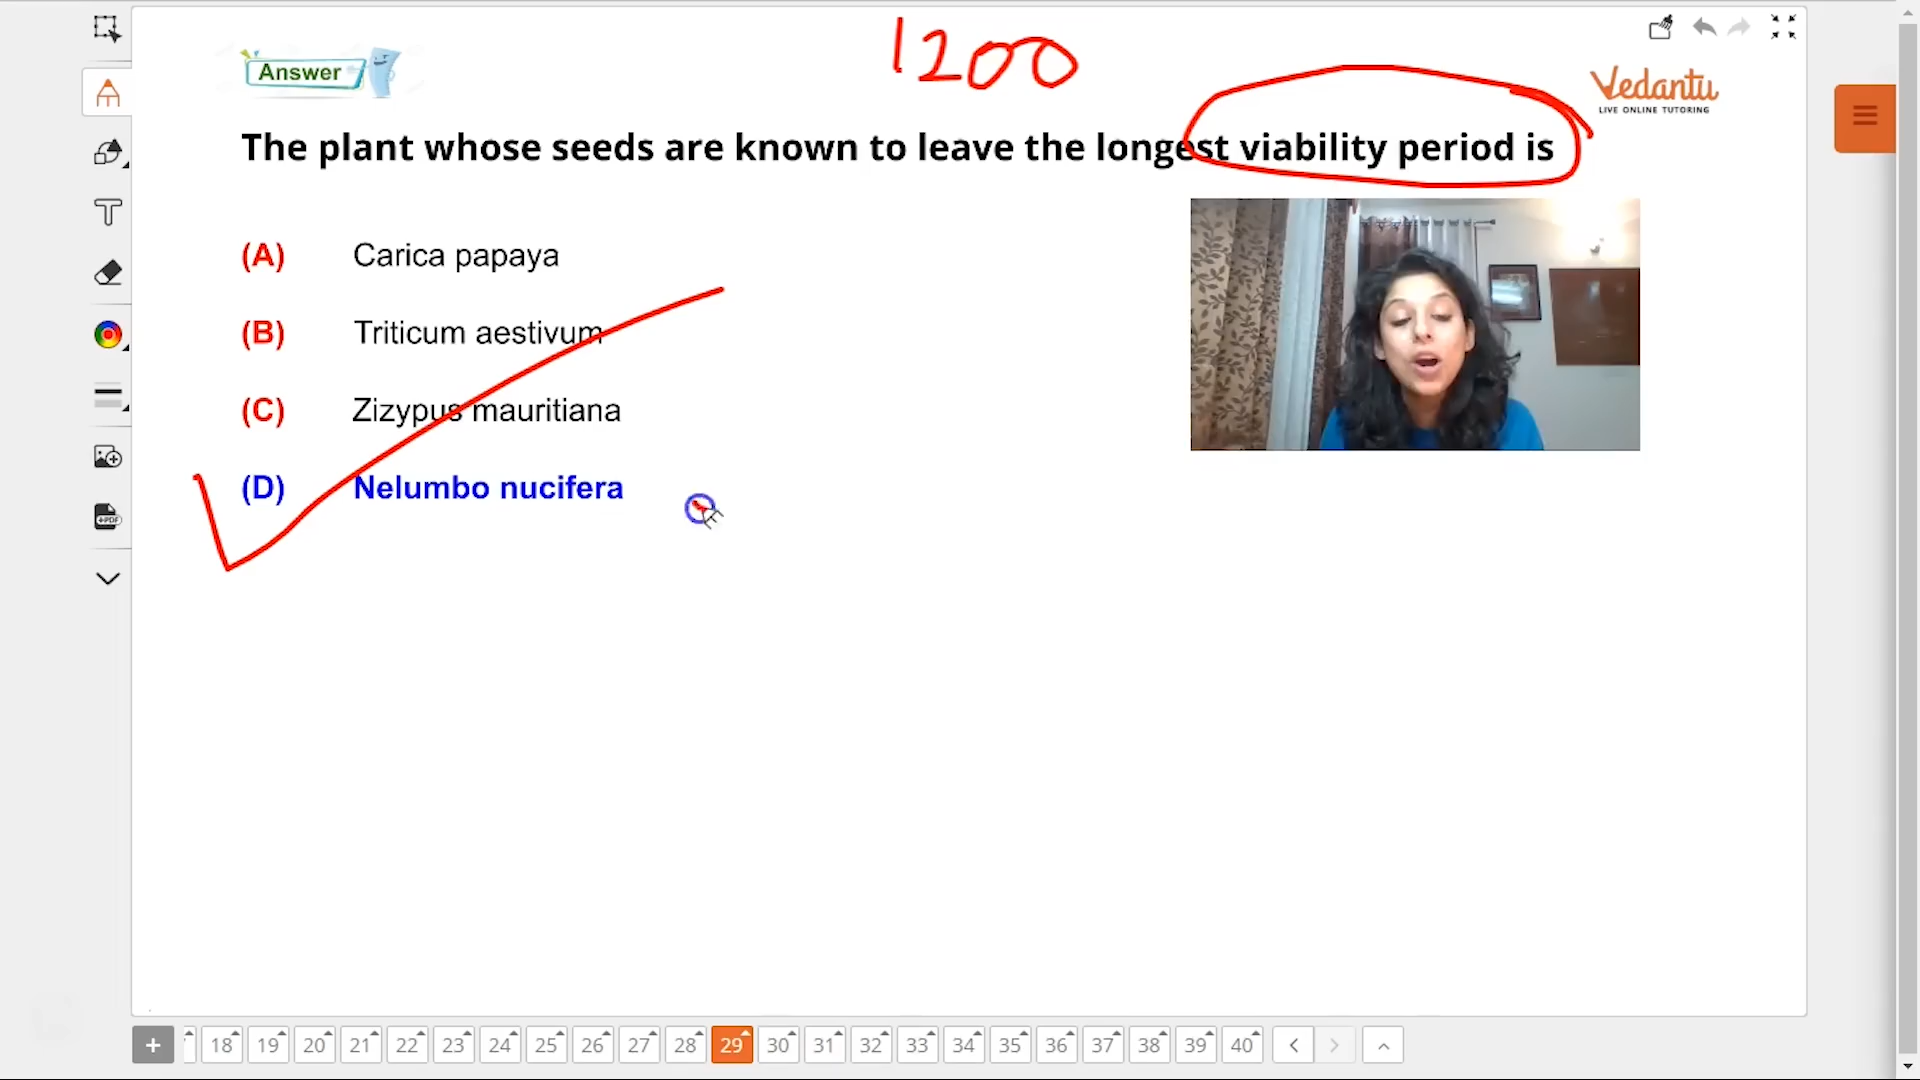 1200
Answer
Vedantu
LIVE ONLINE TUTORING
The plant whose seeds are known to leave the longest viability period is
(A) Carica papaya
(B) Triticum aestivum
(C) Zizypus mauritiana
(D) Nelumbo nucifera
T
+PDF
+ 18 19 20 21 22 23 24 25 26 27 28 29 30 31 32 33 34 35 36 37 38 39 40